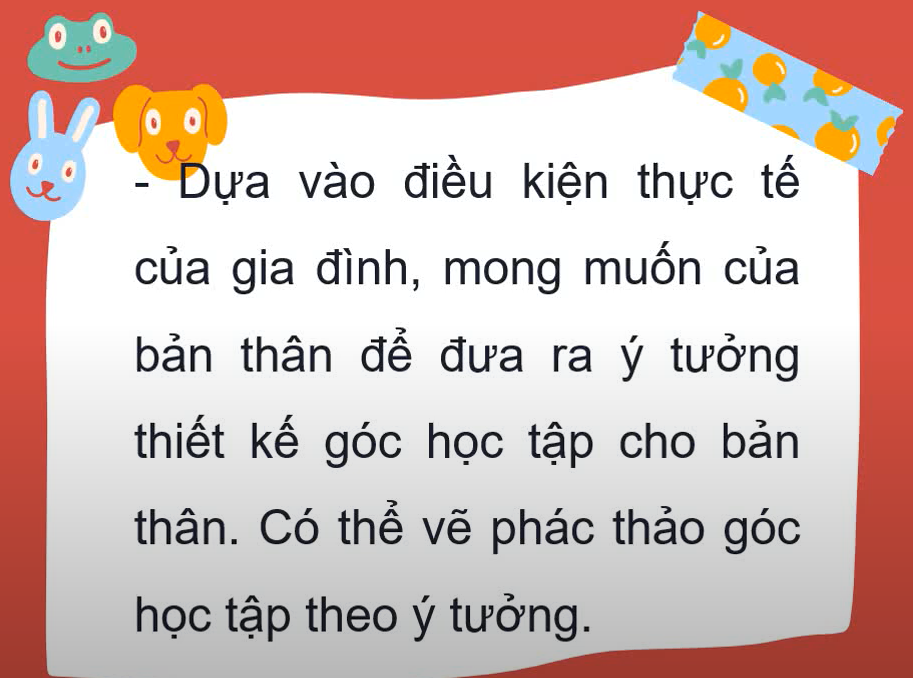 - Dựa vào điều kiện thực tế
của gia đình, mong muốn của
bản thân để đưa ra ý tưởng
thiết kế góc học tập cho bản
thân. Có thể vẽ phác thảo góc
học tập theo ý tưởng.